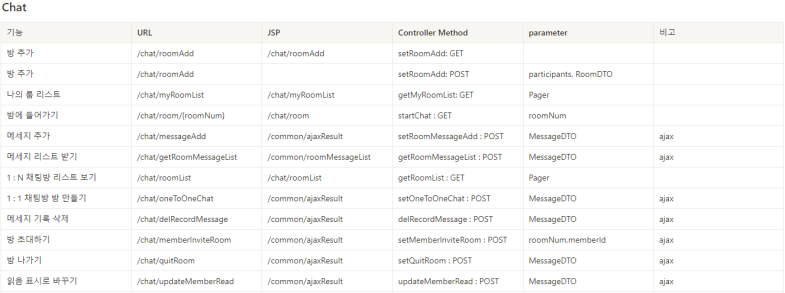 Chat
기능 URL JSP Controller Method parameter 비고
방 추가 /chat/roomAdd /chat/roomAdd setRoomAdd: GET
방 추가 /chat/roomAdd setRoomAdd: POST participants, RoomDTO
나의 룸 리스트 /chat/myRoomList /chat/myRoomList getMyRoomList: GET Pager
방에 들어가기 /chat/room/{roomNum} /chat/room startChat : GET roomNum
메세지 추가 /chat/messageAdd /common/ajaxResult setRoomMessageAdd : POST MessageDTO ajax
메세지 리스트 받기 /chat/getRoomMessageList /common/roomMessageList getRoomMessageList : POST MessageDTO ajax
1 : N 채팅방 리스트 보기 /chat/roomList /chat/roomList getRoomList : GET Pager
1 : 1 채팅방 방 만들기 /chat/oneToOneChat /common/ajaxResult setOneToOneChat : POST MessageDTO ajax
메세지 기록 삭제 /chat/delRecordMessage /common/ajaxResult delRecordMessage : POST MessageDTO ajax
방 초대하기 /chat/memberInviteRoom /common/ajaxResult setMemberInviteRoom : POST roomNum.memberId ajax
방 나가기 /chat/quitRoom /common/ajaxResult setQuitRoom : POST MessageDTO ajax
읽음 표시로 바꾸기 /chat/updateMemberRead /common/ajaxResult updateMemberRead : POST MessageDTO ajax